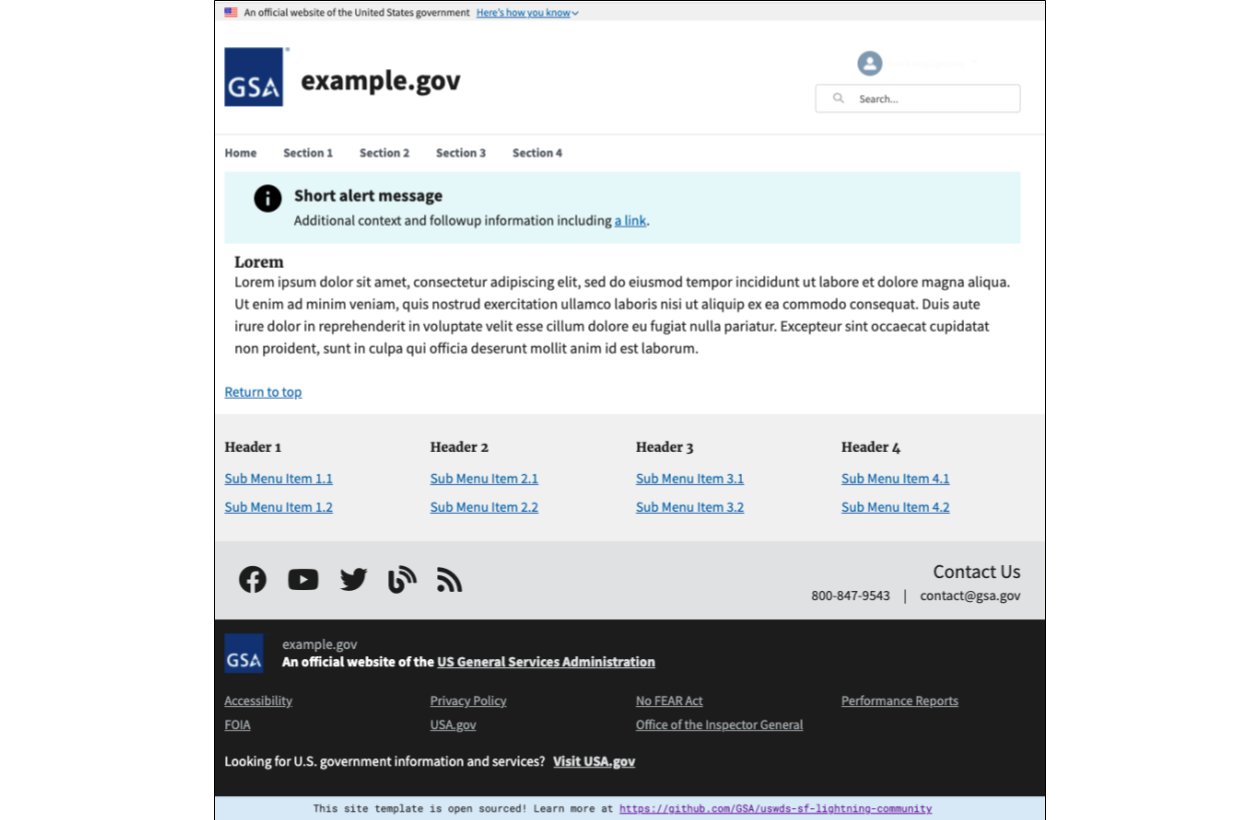 An official website of the United States government Here's how you know
GSA
example.gov
Search...
Home Section 1 Section 2 Section 3 Section 4
Short alert message
Additional context and followup information including a link.
Lorem
Lorem ipsum dolor sit amet, consectetur adipiscing elit, sed do eiusmod tempor incididunt ut labore et dolore magna aliqua.
Ut enim ad minim veniam, quis nostrud exercitation ullamco laboris nisi ut aliquip ex ea commodo consequat. Duis aute
irure dolor in reprehenderit in voluptate velit esse cillum dolore eu fugiat nulla pariatur. Excepteur sint occaecat cupidatat
non proident, sunt in culpa qui officia deserunt mollit anim id est laborum.
Return to top
Header 1 Header 2 Header 3 Header 4
Sub Menu Item 1.1 Sub Menu Item 2.1 Sub Menu Item 3.1 Sub Menu Item 4.1
Sub Menu Item 1.2 Sub Menu Item 2.2 Sub Menu Item 3.2 Sub Menu Item 4.2
Contact Us
800-847-9543 | contact@gsa.gov
GSA
example.gov
An official website of the US General Services Administration
Accessibility Privacy Policy No FEAR Act Performance Reports
FOIA USA.gov Office of the Inspector General
Looking for U.S. government information and services? Visit USA.gov
This site template is open sourced! Learn more at https://github.com/GSA/uswds-sf-lightning-community